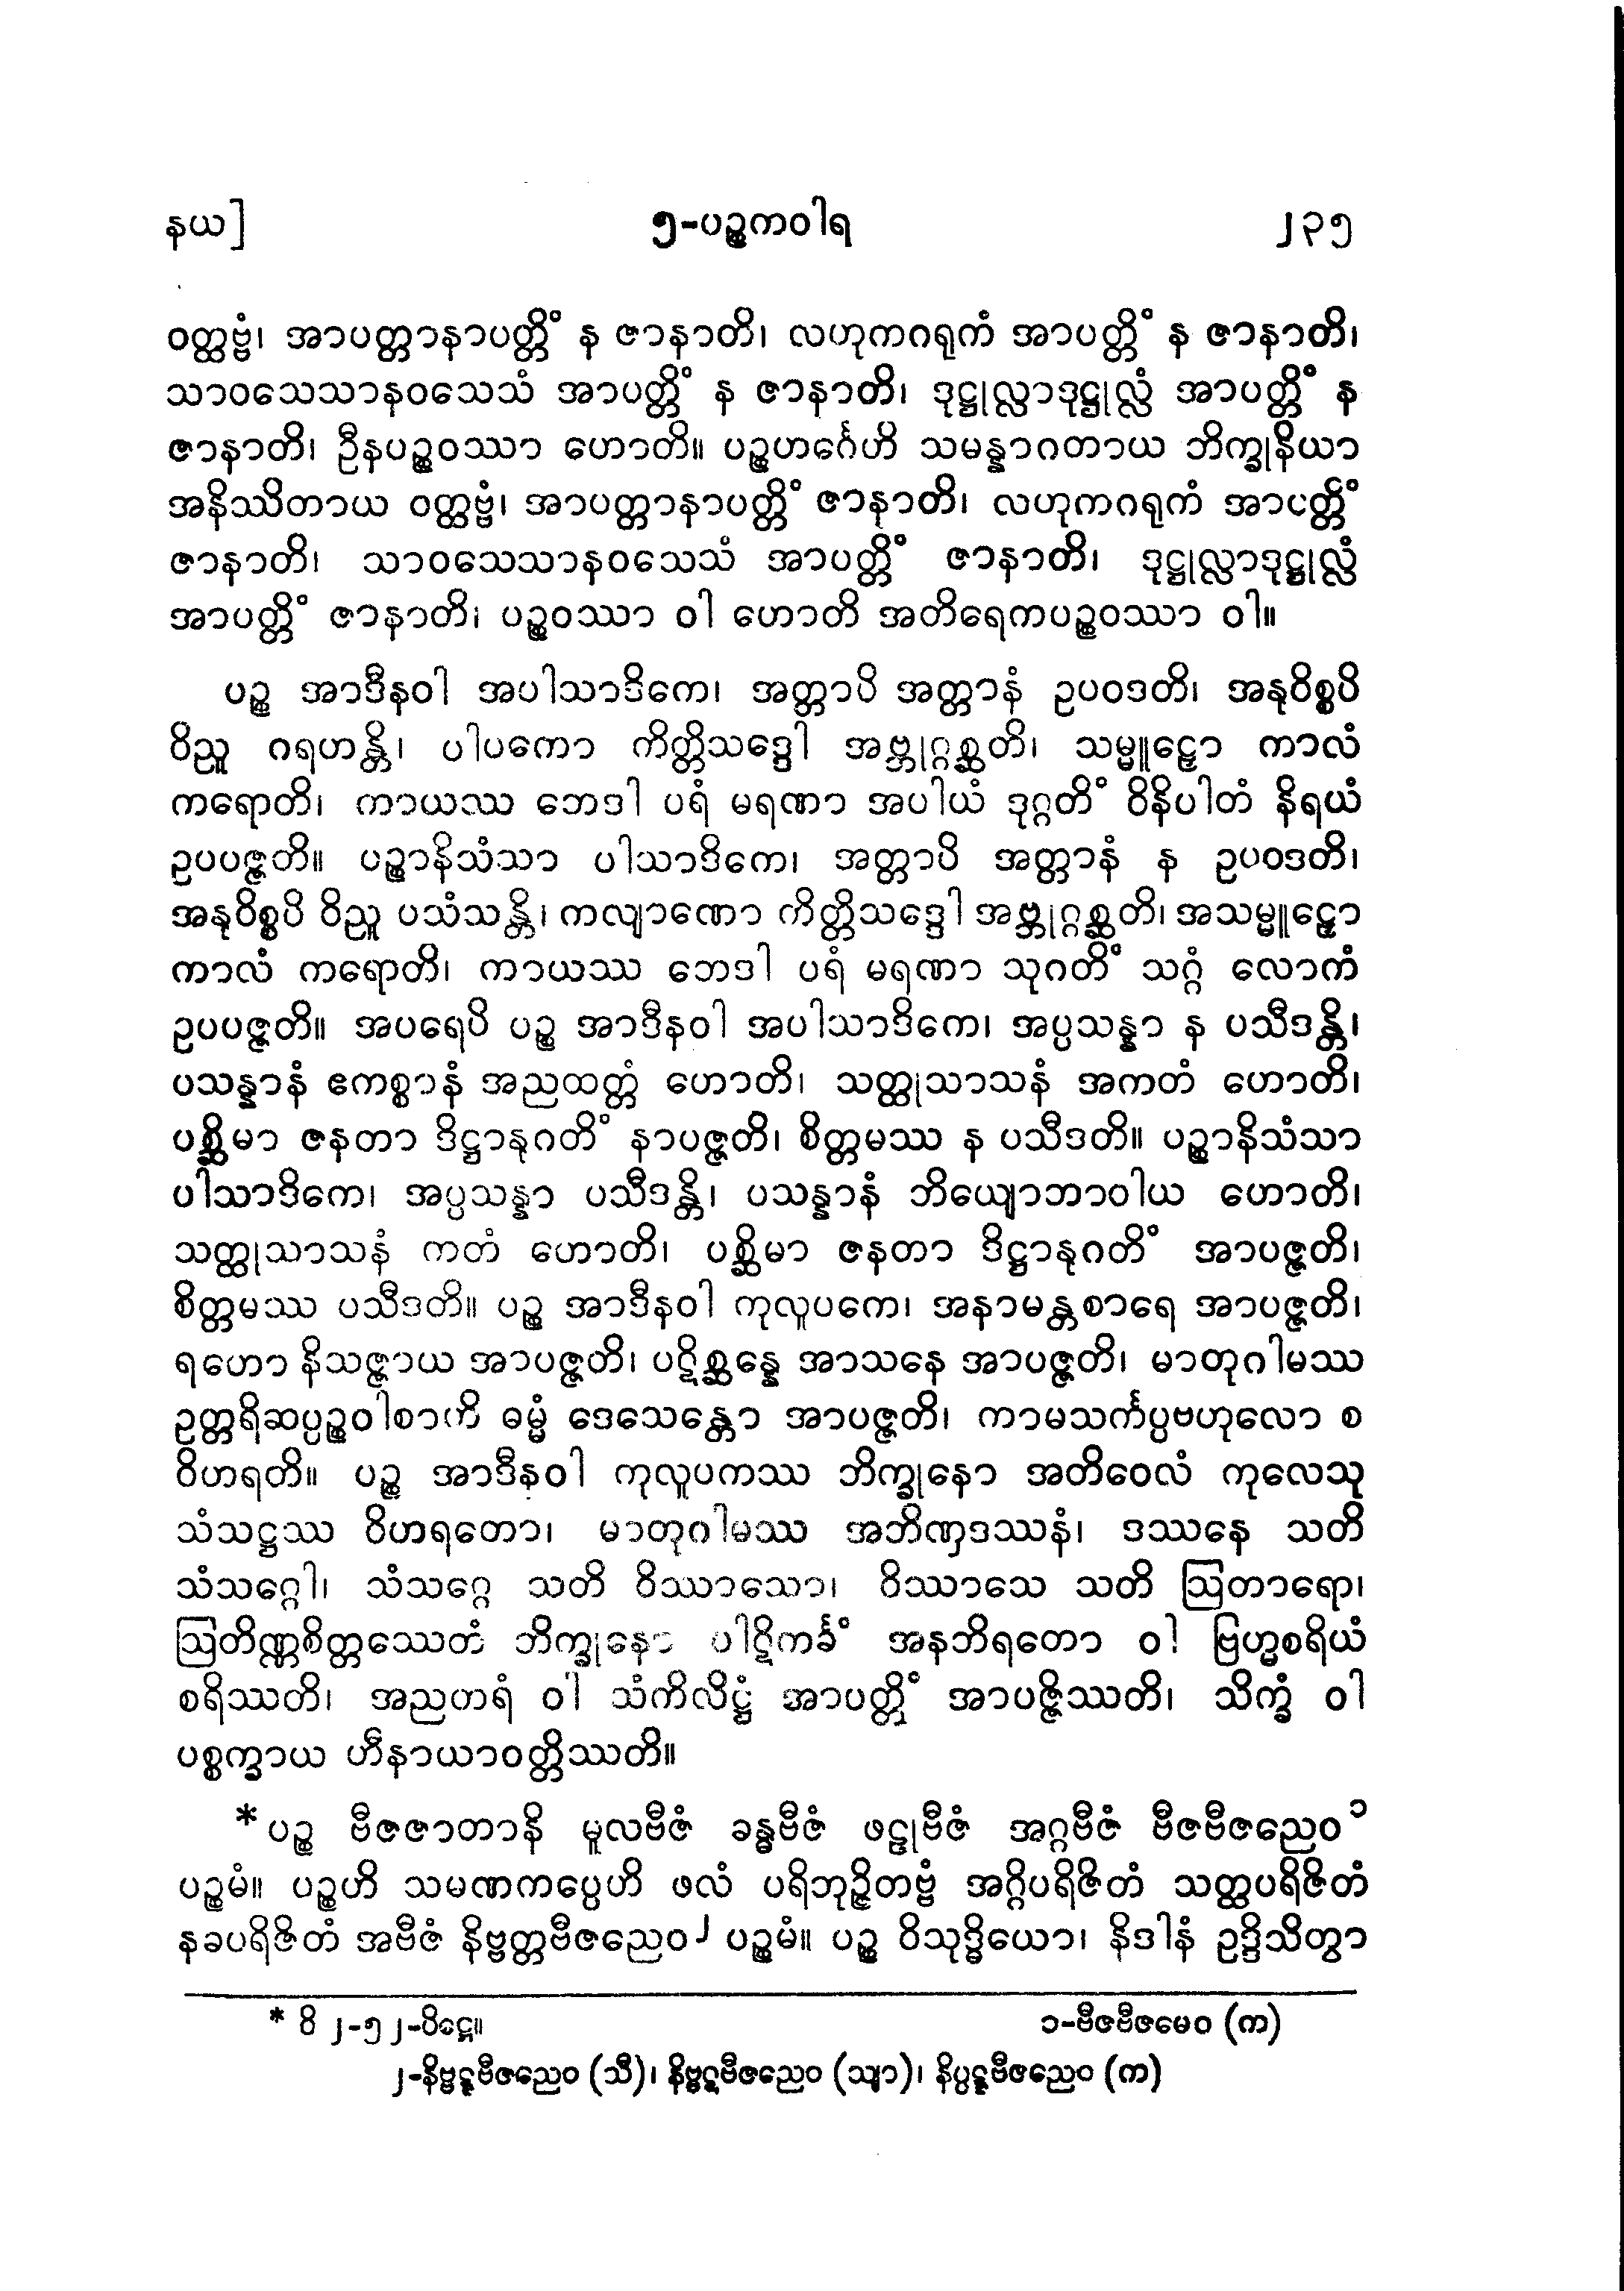 နယ] ၅-ပဉ္စကဝါရ ၂၃၅
ဝတ္ထဗ္ဗံ၊ အာပတ္တာနာပတ္တိံ န ဇာနာတိ၊ လဟုကဂရုကံ အာပတ္တိံ န ဇာနာတိ၊
သာဝသေသာနဝသေသံ အာပတ္တိံ န ဇာနာတိ၊ ဒုဋ္ဌုလ္လာဒုဋ္ဌုလ္လံ အာပတ္တိံ န
ဇာနာတိ၊ ဦနပဉ္စဝဿာ ဟောတိ။ ပဉ္စဟင်္ဂေဟိ သမန္နာဂတာယ ဘိက္ခုနိယာ
အနိဿိတာယ ဝတ္ထဗ္ဗံ၊ အာပတ္တာနာပတ္တိံ ဇာနာတိ၊ လဟုကဂရုကံ အာပတ္တိံ
ဇာနာတိ၊ သာဝသေသာနဝသေသံ အာပတ္တိံ ဇာနာတိ၊ ဒုဋ္ဌုလ္လာဒုဋ္ဌုလ္လံ
အာပတ္တိံ ဇာနာတိ၊ ပဉ္စဝဿာ ဝါ ဟောတိ အတိရေကပဉ္စဝဿာ ဝါ။
ပဉ္စ အာဒီနဝါ အပါသာဒိကေ၊ အတ္တာပိ အတ္တာနံ ဥပဝဒတိ၊ အနုဝိစ္စပိ
ဝိညူ ဂရဟန္တိ၊ ပါပကော ကိတ္တိသဒ္ဒေါ အဗ္ဘုဂ္ဂစ္ဆတိ၊ သမ္မူဠှော ကာလံ
ကရောတိ၊ ကာယဿ ဘေဒါ ပရံ မရဏာ အပါယံ ဒုဂ္ဂတိံ ဝိနိပါတံ နိရယံ
ဥပပဇ္ဇတိ။ ပဉ္စာနိသံသာ ပါသာဒိကေ၊ အတ္တာပိ အတ္တာနံ န ဥပဝဒတိ၊
အနုဝိစ္စပိ ဝိညူ ပသံသန္တိ၊ ကလျာဏော ကိတ္တိသဒ္ဒေါ အဗ္ဘုဂ္ဂစ္ဆတိ၊ အသမ္မူဠှော
ကာလံ ကရောတိ၊ ကာယဿ ဘေဒါ ပရံ မရဏာ သုဂတိံ သဂ္ဂံ လောကံ
ဥပပဇ္ဇတိ။ အပရေပိ ပဉ္စ အာဒီနဝါ အပါသာဒိကေ၊ အပ္ပသန္နာ န ပသီဒန္တိ၊
ပသန္နာနံ ဧကစ္စာနံ အညထတ္တံ ဟောတိ၊ သတ္ထုသာသနံ အကတံ ဟောတိ၊
ပစ္ဆိမာ ဇနတာ ဒိဋ္ဌာနုဂတိံ နာပဇ္ဇတိ၊ စိတ္တမဿ န ပသီဒတိ။ ပဉ္စာနိသံသာ
ပါသာဒိကေ၊ အပ္ပသန္နာ ပသီဒန္တိ၊ ပသန္နာနံ ဘိယျောဘာဝါယ ဟောတိ၊
သတ္ထုသာသနံ ကတံ ဟောတိ၊ ပစ္ဆိမာ ဇနတာ ဒိဋ္ဌာနုဂတိံ အာပဇ္ဇတိ၊
စိတ္တမဿ ပသီဒတိ။ ပဉ္စ အာဒီနဝါ ကုလူပကေ၊ အနာမန္တစာရေ အာပဇ္ဇတိ၊
ရဟော နိသဇ္ဇာယ အာပဇ္ဇတိ၊ ပဋိစ္ဆန္နေ အာသနေ အာပဇ္ဇတိ၊ မာတုဂါမဿ
ဥတ္တရိဆပ္ပဉ္စဝါစာဟိ ဓမ္မံ ဒေသေန္တော အာပဇ္ဇတိ၊ ကာမသင်္ကပ္ပဗဟုလော စ
ဝိဟရတိ။ ပဉ္စ အာဒီနဝါ ကုလူပကဿ ဘိက္ခုနော အတိဝေလံ ကုလေသု
သံသဋ္ဌဿ ဝိဟရတော၊ မာတုဂါမဿ အဘိဏှဒဿနံ၊ ဒဿနေ သတိ
သံသဂ္ဂေါ၊ သံသဂ္ဂေ သတိ ဝိဿာသော၊ ဝိဿာသေ သတိ ဩတာရော၊
ဩတိဏ္ဏစိတ္တဿေတံ ဘိက္ခုနော ပါဋိကင်္ခံ အနဘိရတော ဝါ ဗြဟ္မစရိယံ
စရိဿတိ၊ အညတရံ ဝါ သံကိလိဋ္ဌံ အာပတ္တိံ အာပဇ္ဇိဿတိ၊ သိက္ခံ ဝါ
ပစ္စက္ခာယ ဟီနာယာဝတ္တိဿတိ။
* ပဉ္စ ဗီဇဇာတာနိ မူလဗီဇံ ခန္ဓဗီဇံ ဖဠုဗီဇံ အဂ္ဂဗီဇံ ဗီဇဗီဇညေဝ ၁
ပဉ္စမံ။ ပဉ္စဟိ သမဏကပ္ပေဟိ ဖလံ ပရိဘုဉ္ဇိတဗ္ဗံ အဂ္ဂိပရိဇိတံ သတ္ထပရိဇိတံ
နခပရိဇိတံ အဗီဇံ နိဗ္ဗတ္တဗီဇညေဝ ၂ ပဉ္စမံ။ ပဉ္စ ဝိသုဒ္ဓိယော၊ နိဒါနံ ဥဒ္ဒိသိတွာ
* ဝိ ၂-၅၂-ပိဋ္ဌေ။ ၁-ဗီဇဗီဇမေဝ (က)
၂-နိဗ္ဗဋ္ဋဗီဇညေဝ (သီ)၊ နိဗ္ဗဋ္ဋဗီဇညေဝ (သျာ)၊ နိပ္ပဋ္ဋဗီဇညေဝ (က)